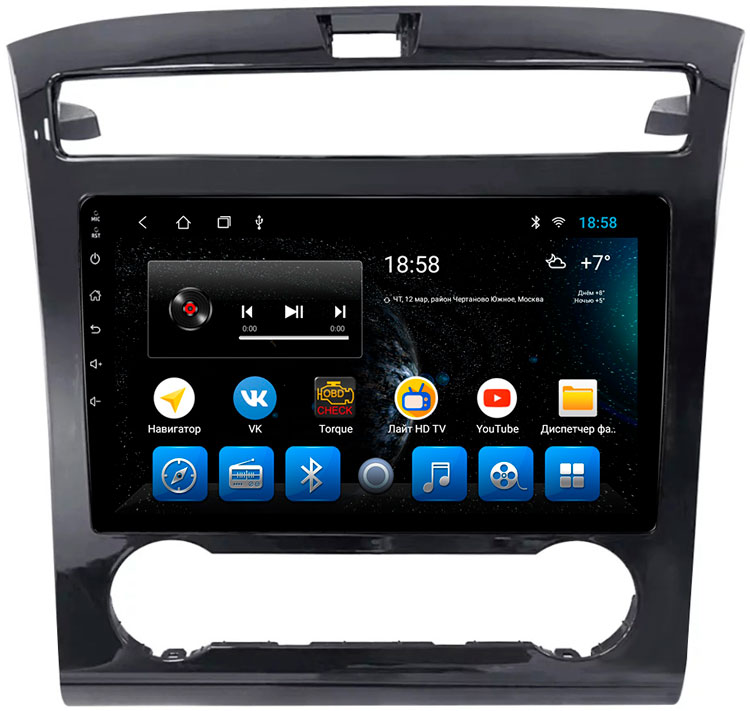 MIC
RST
18:58
18:58
+7°
ЧТ, 12 мар, район Чертаново Южное, Москва
Днём +8°
Ночью +5°
0:00
0:00
OBD
CHECK
Навигатор
VK
Torque
Лайт HD TV
YouTube
Диспетчер фа..